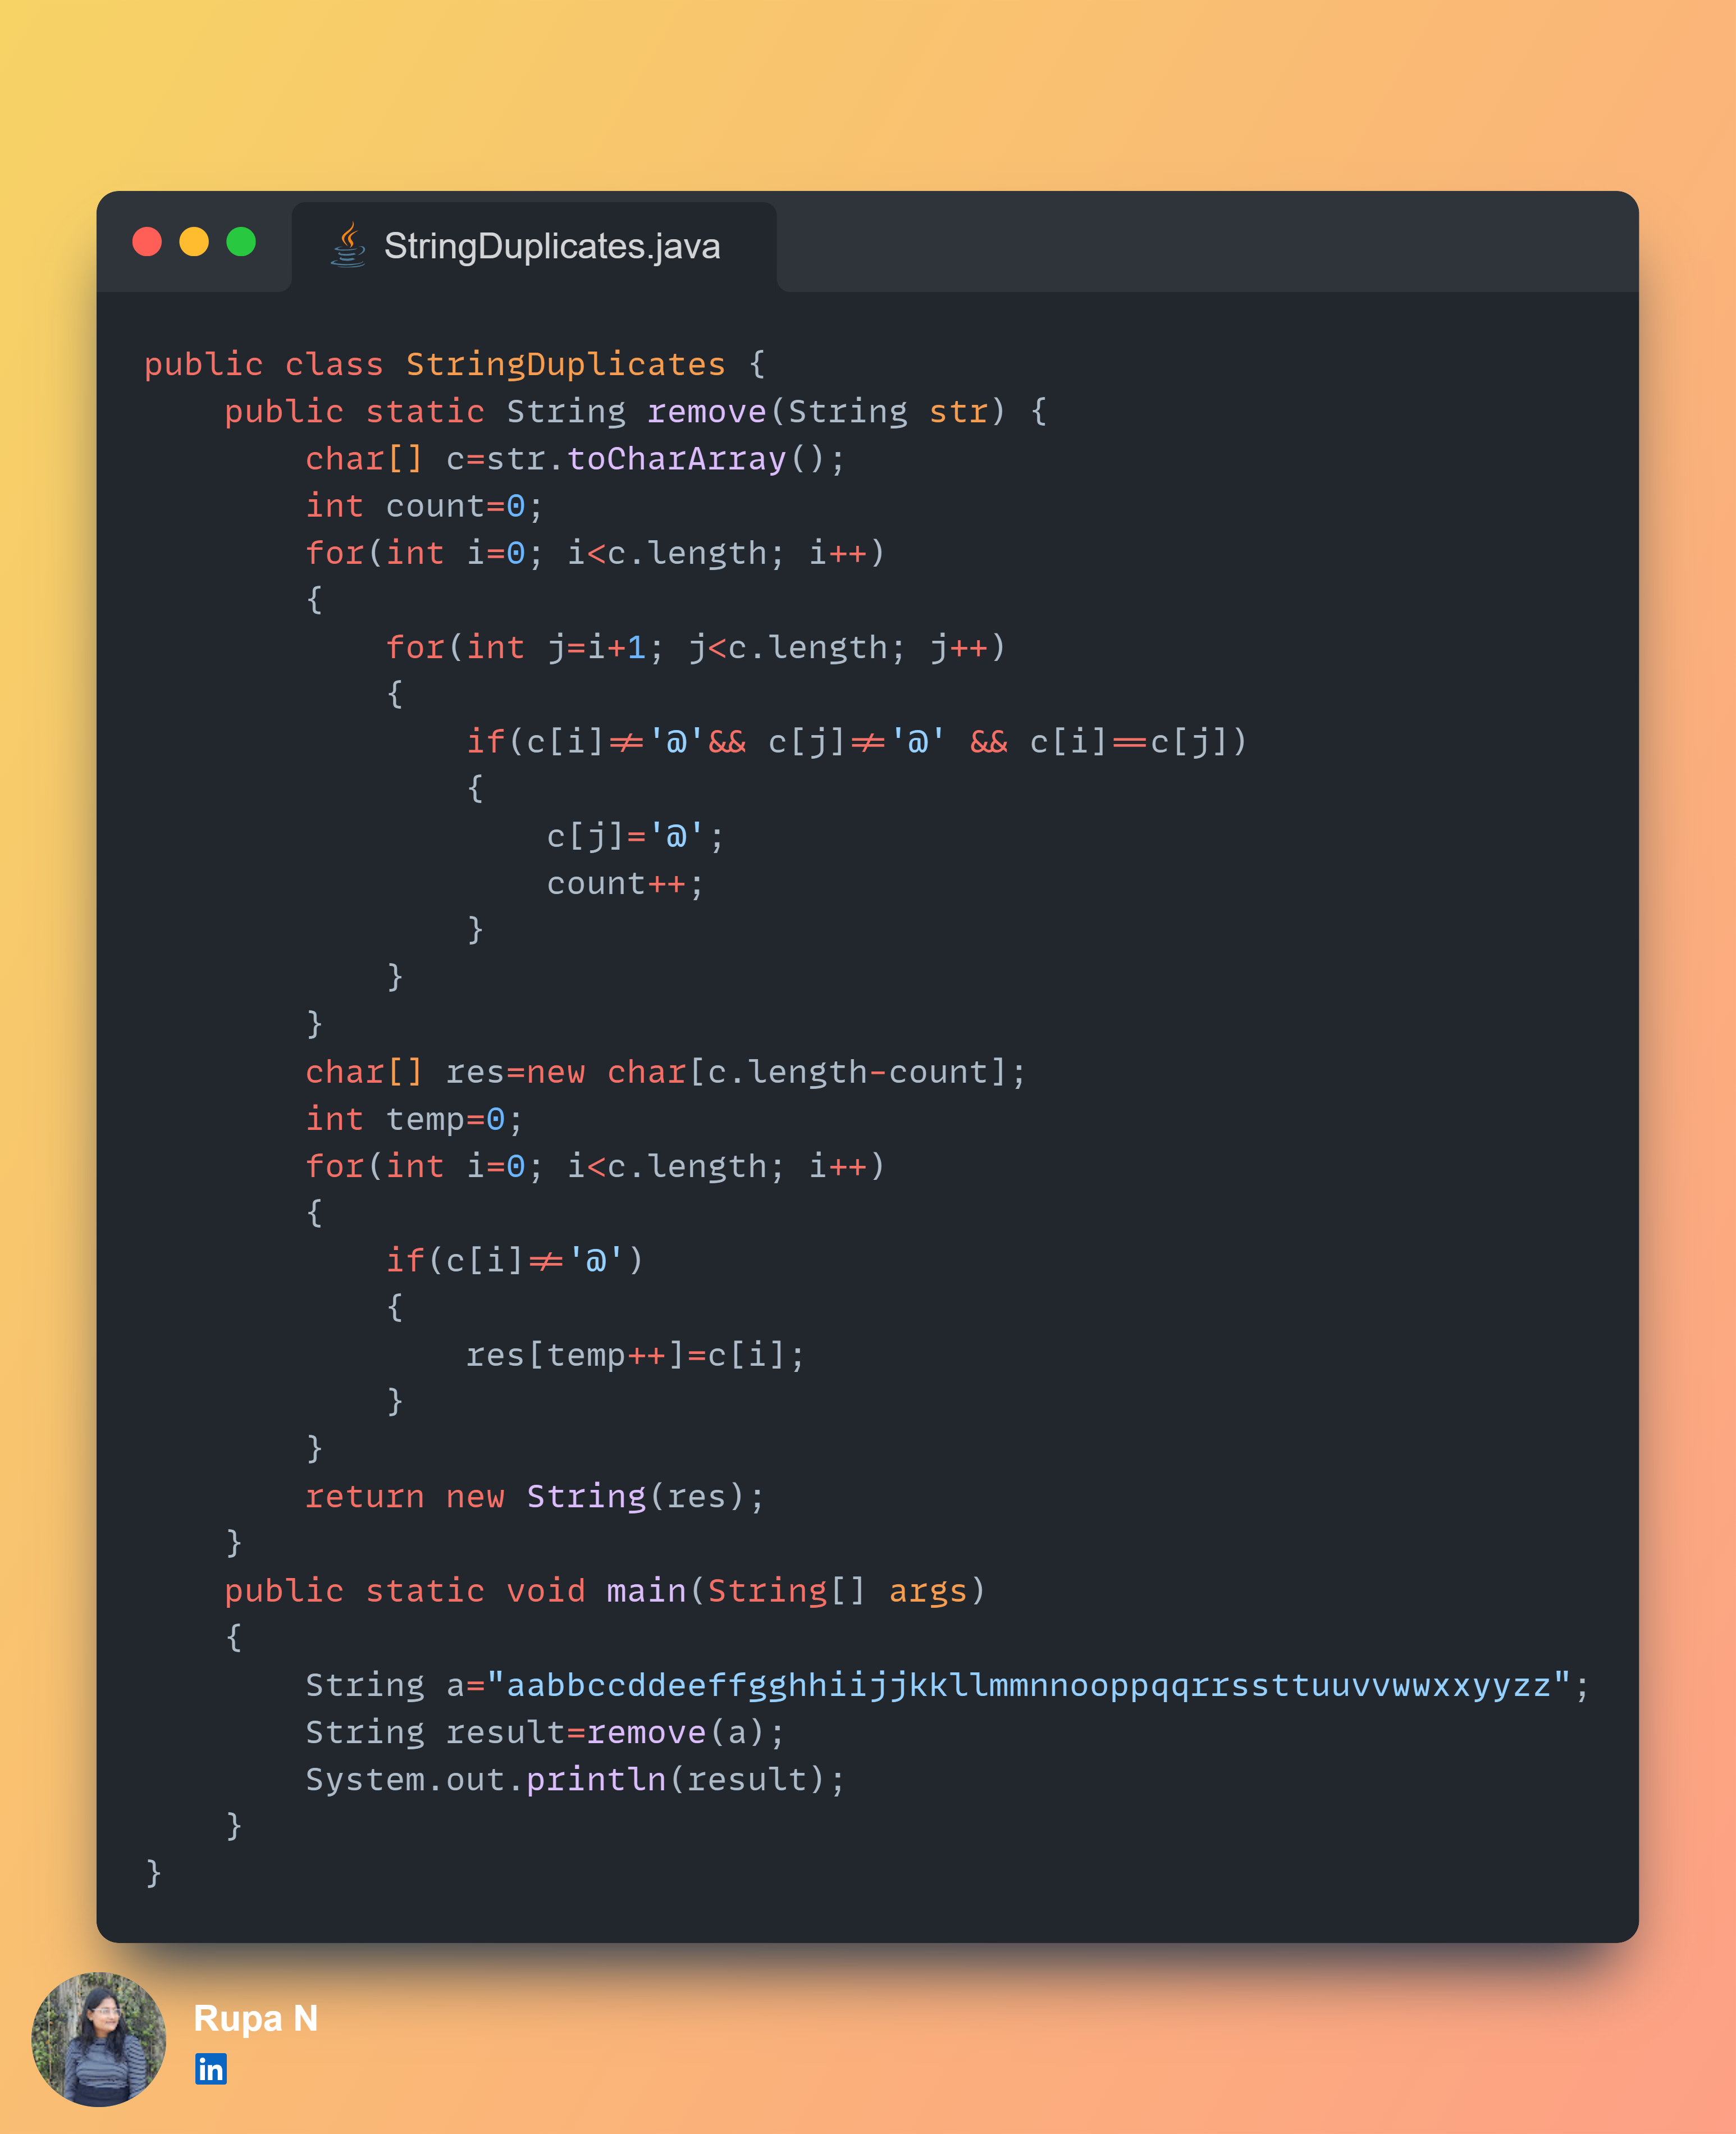 StringDuplicates.java
public class StringDuplicates {
    public static String remove(String str) {
        char[] c=str.toCharArray();
        int count=0;
        for(int i=0; i<c.length; i++)
        {
            for(int j=i+1; j<c.length; j++)
            {
                if(c[i]!='@'&& c[j]!='@' && c[i]==c[j])
                {
                    c[j]='@';
                    count++;
                }
            }
        }
        char[] res=new char[c.length-count];
        int temp=0;
        for(int i=0; i<c.length; i++)
        {
            if(c[i]!='@')
            {
                res[temp++]=c[i];
            }
        }
        return new String(res);
    }
    public static void main(String[] args)
    {
        String a="aabbccddeeffgghhiijjkkllmmnnooppqqrrssttuuvvwwxxyyzz";
        String result=remove(a);
        System.out.println(result);
    }
}
Rupa N
in